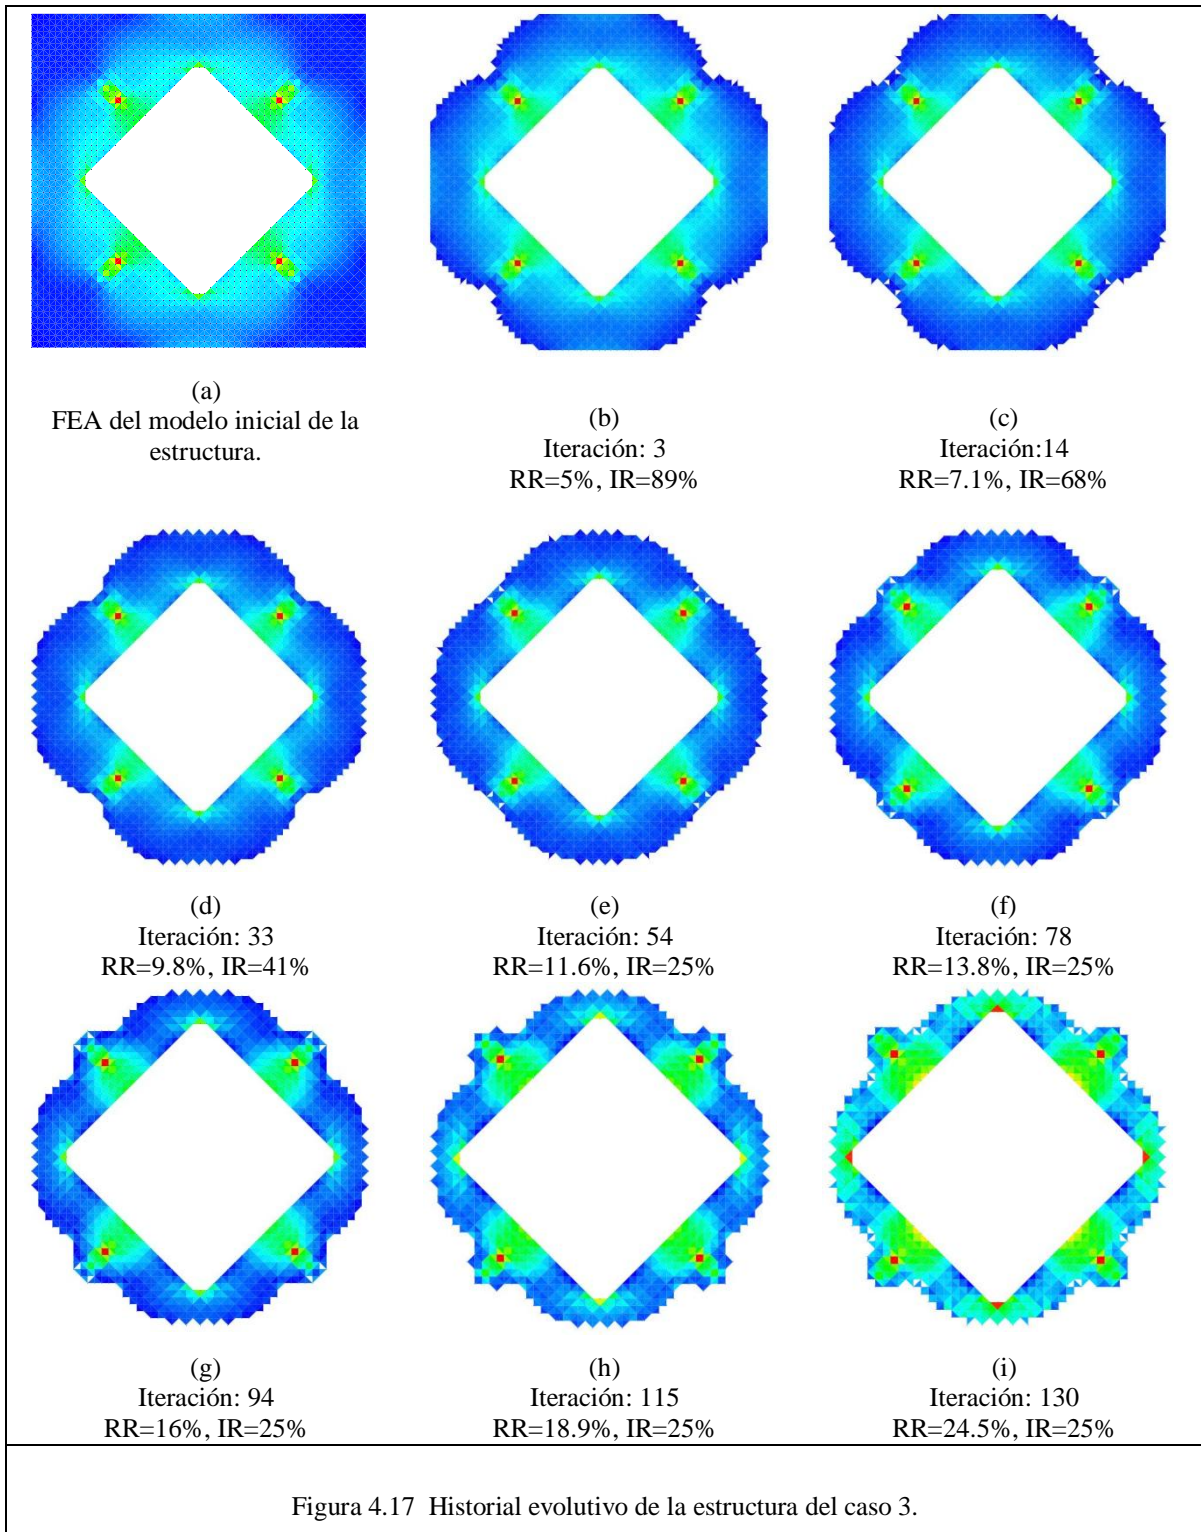 (a)
FEA del modelo inicial de la
estructura.
(b)
Iteración: 3
RR=5%, IR=89%
(c)
Iteración:14
RR=7.1%, IR=68%
(d)
Iteración: 33
RR=9.8%, IR=41%
(e)
Iteración: 54
RR=11.6%, IR=25%
(f)
Iteración: 78
RR=13.8%, IR=25%
(g)
Iteración: 94
RR=16%, IR=25%
(h)
Iteración: 115
RR=18.9%, IR=25%
(i)
Iteración: 130
RR=24.5%, IR=25%
Figura 4.17 Historial evolutivo de la estructura del caso 3.